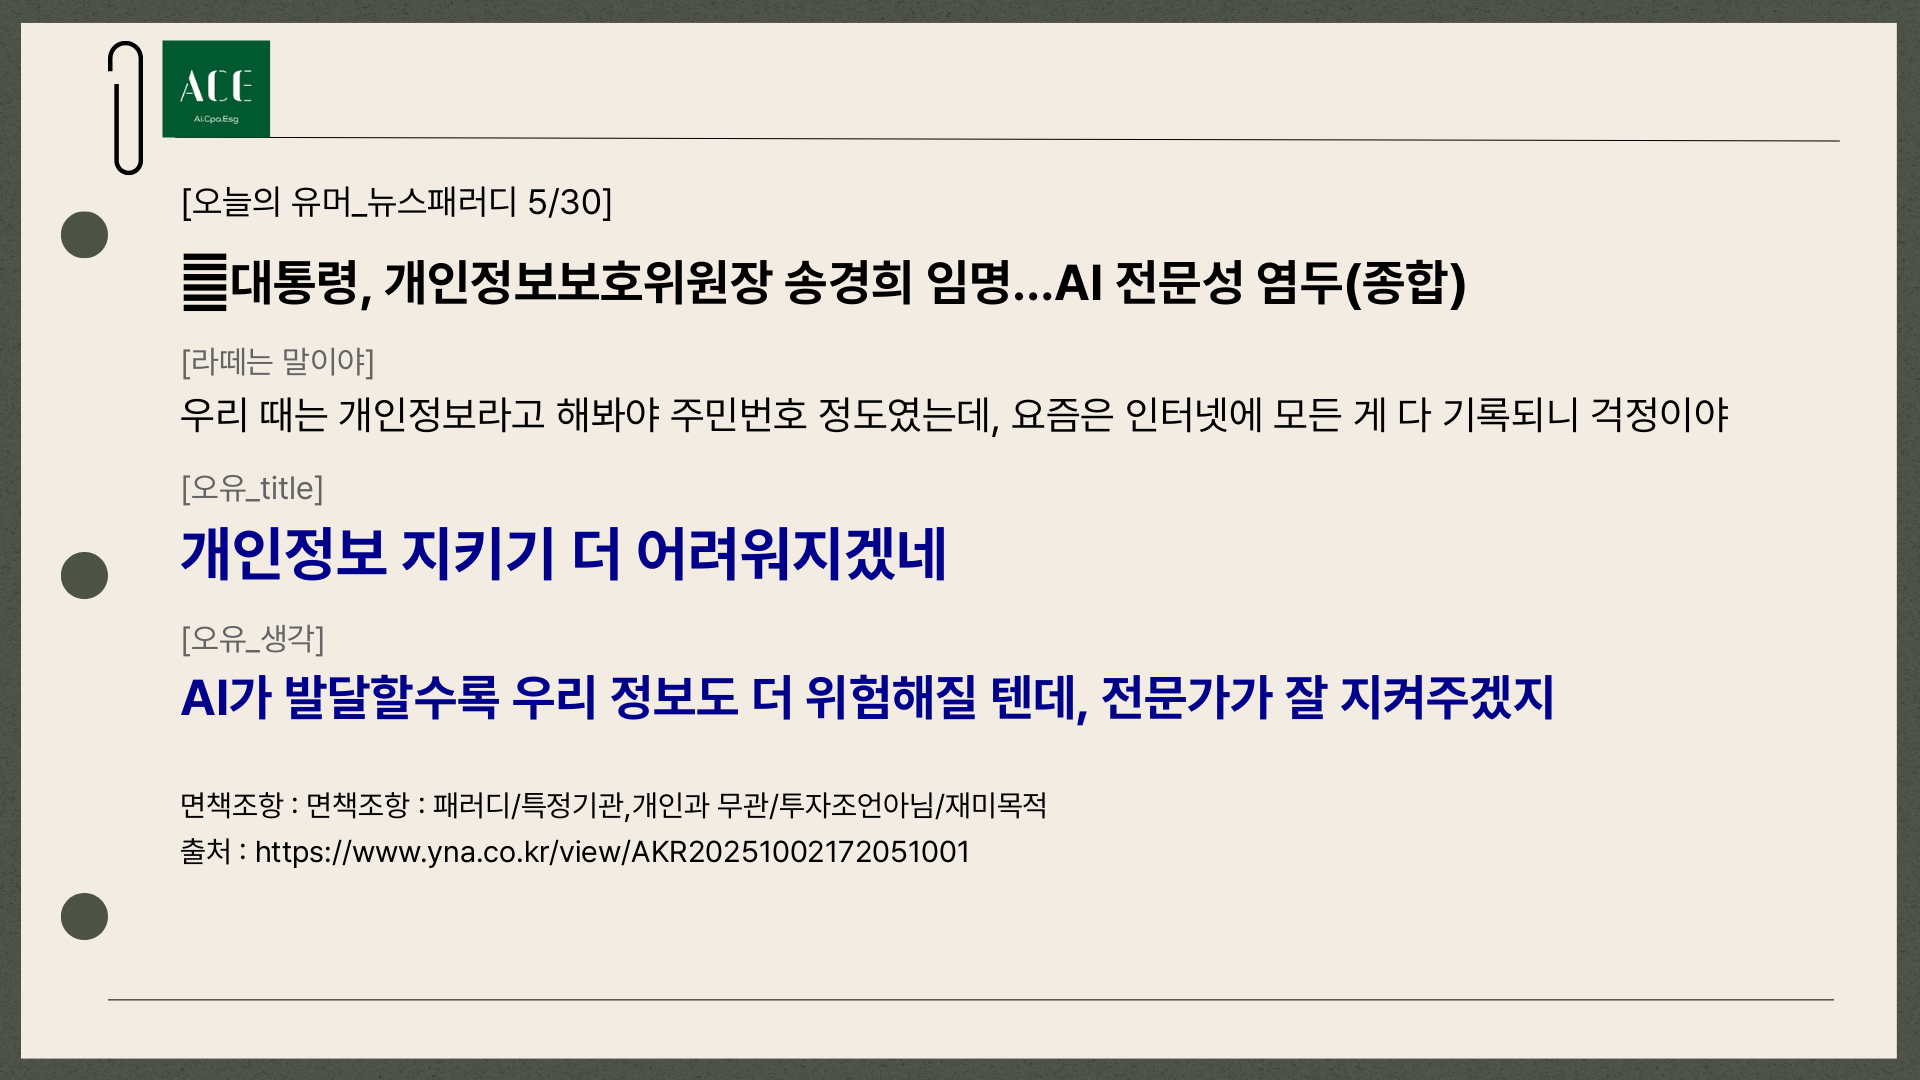 ACE
Ai.Cpa.Esg
[오늘의 유머_뉴스패러디 5/30]
대통령, 개인정보보호위원장 송경희 임명...AI 전문성 염두(종합)
[라떼는 말이야]
우리 때는 개인정보라고 해봐야 주민번호 정도였는데, 요즘은 인터넷에 모든 게 다 기록되니 걱정이야
[오유_title]
개인정보 지키기 더 어려워지겠네
[오유_생각]
AI가 발달할수록 우리 정보도 더 위험해질 텐데, 전문가가 잘 지켜주겠지
면책조항 : 면책조항 : 패러디/특정기관,개인과 무관/투자조언아님/재미목적
출처 : https://www.yna.co.kr/view/AKR20251002172051001